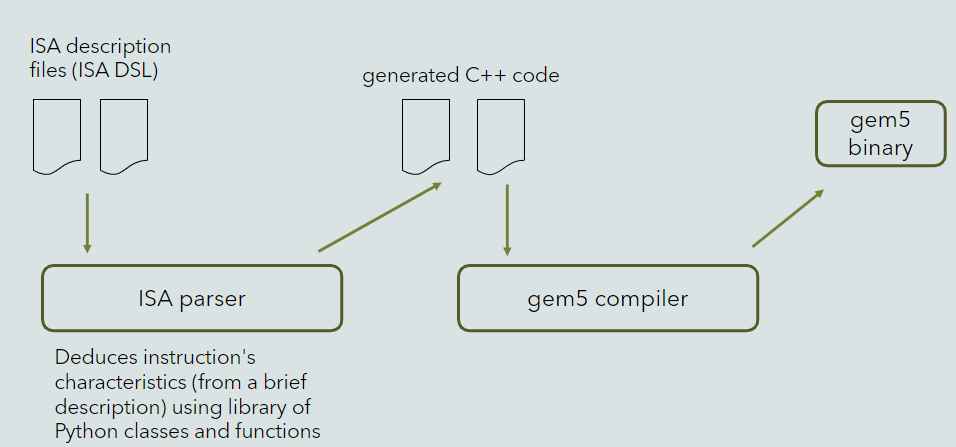 ISA description
files (ISA DSL)
generated C++ code
gem5
binary
ISA parser
gem5 compiler
Deduces instruction's
characteristics (from a brief
description) using library of
Python classes and functions